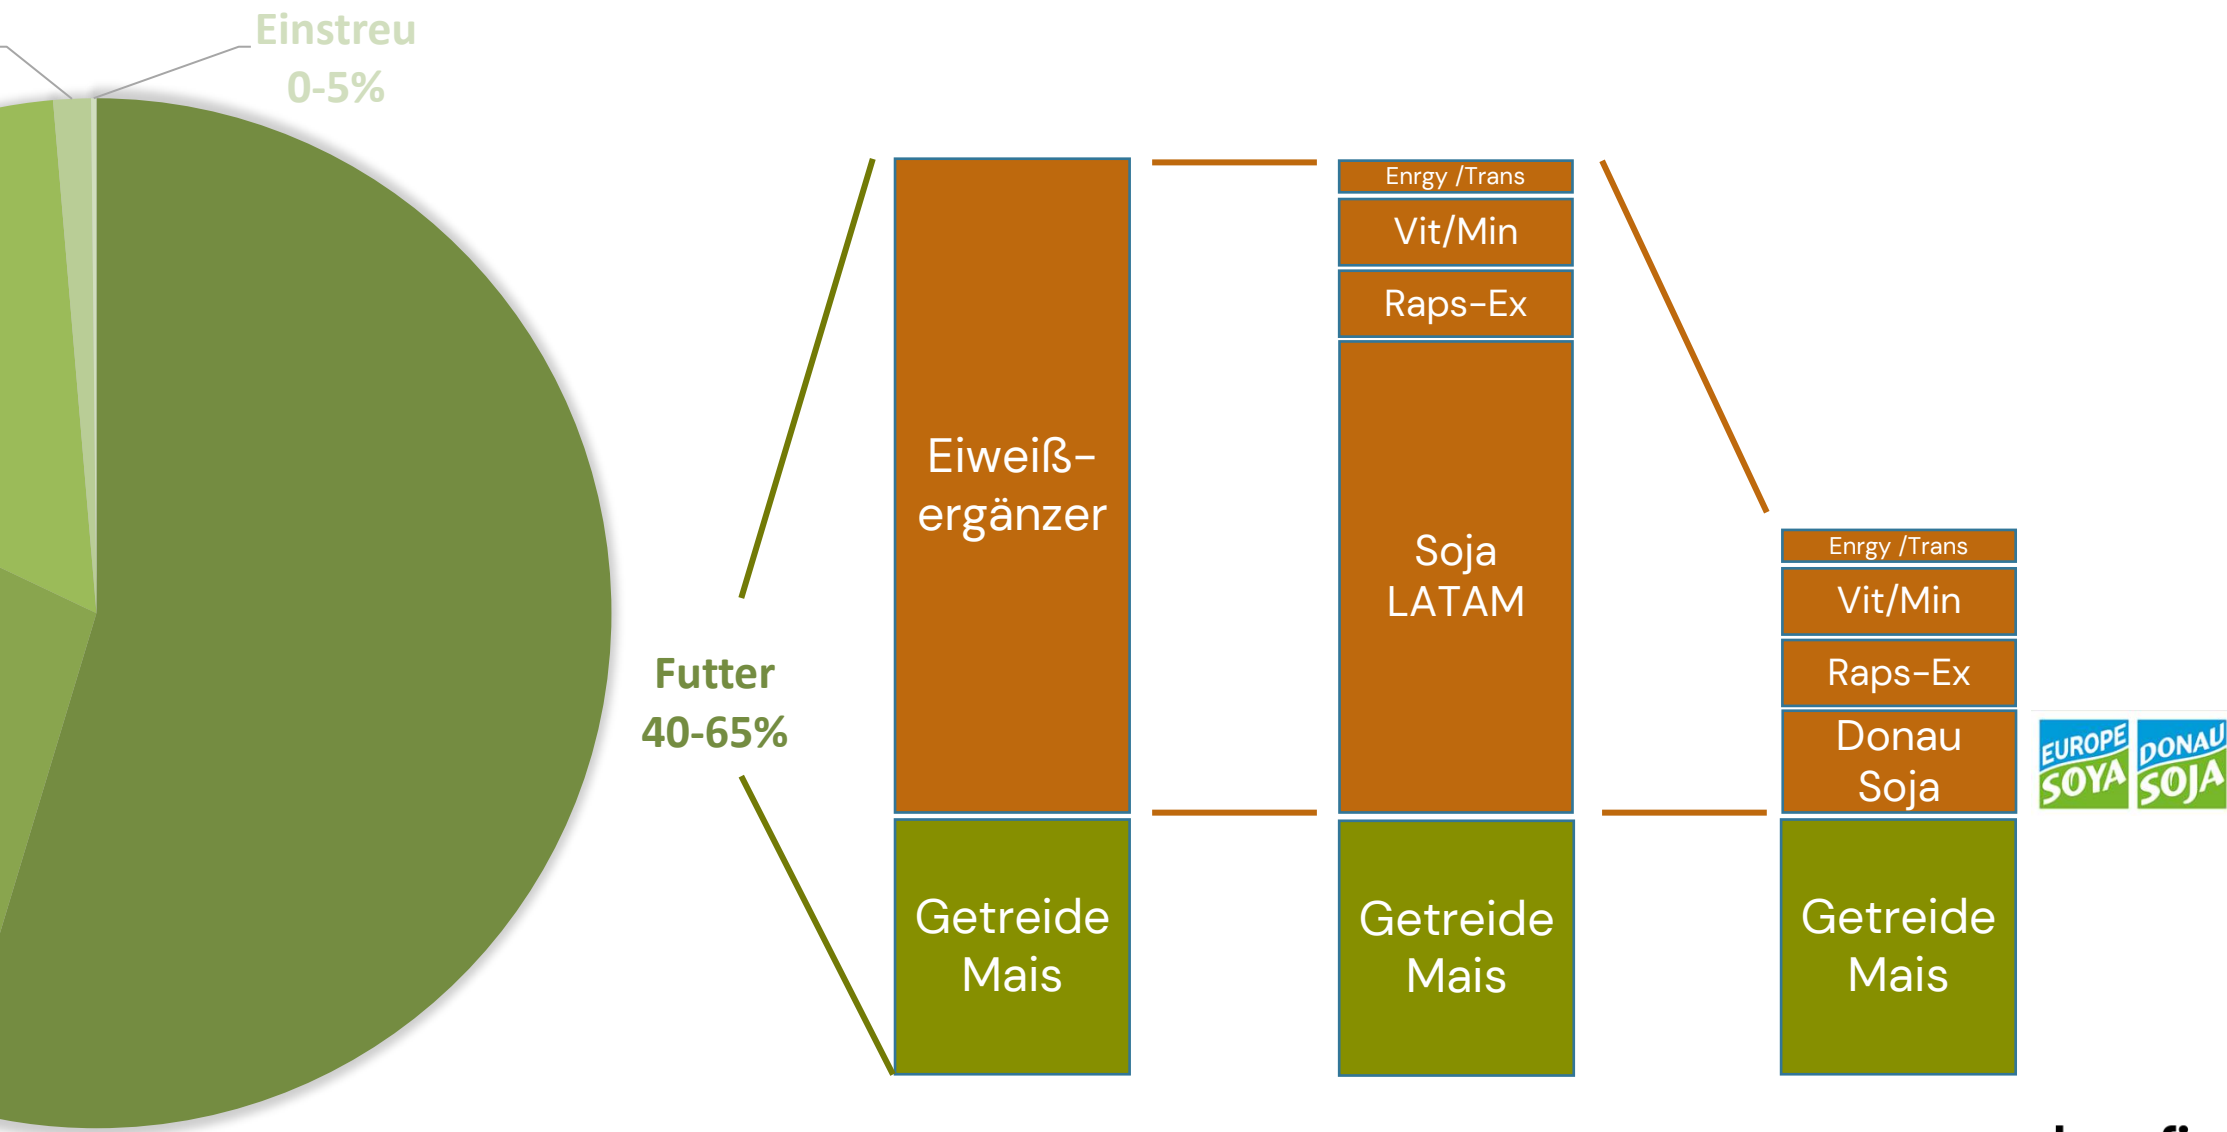 Einstreu
0-5%
Futter
40-65%
Eiweiß-
ergänzer
Getreide
Mais
Enrgy /Trans
Vit/Min
Raps-Ex
Soja
LATAM
Getreide
Mais
Enrgy /Trans
Vit/Min
Raps-Ex
Donau
Soja
Getreide
Mais
EUROPE
SOYA
DONAU
SOJA